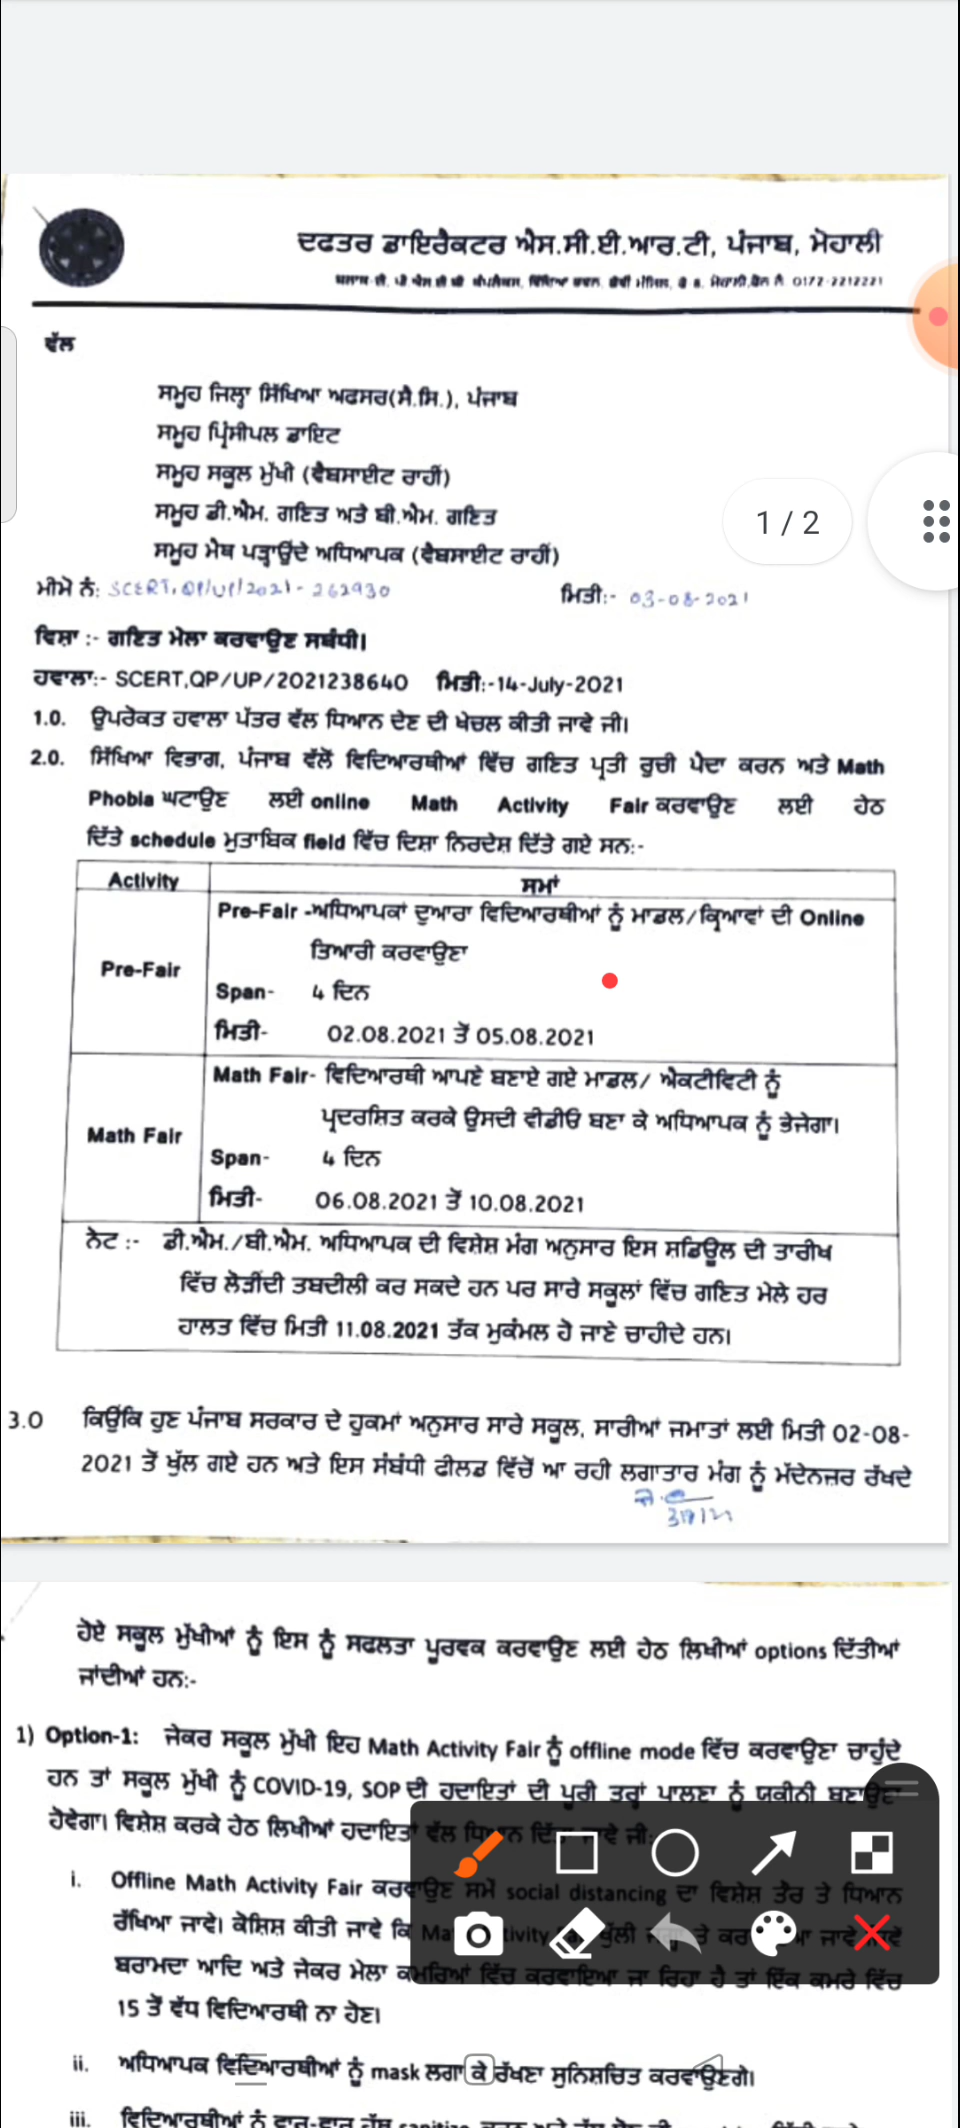 ਦਫਤਰ ਡਾਇਰੈਕਟਰ ਐਸ.ਸੀ.ਈ.ਆਰ.ਟੀ, ਪੰਜਾਬ, ਮੋਹਾਲੀ
0172-2212221
ਵੱਲ
ਸਮੂਹ ਜਿਲ੍ਹਾ ਸਿੱਖਿਆ ਅਫਸਰ(ਸੈ.ਸਿ.), ਪੰਜਾਬ
ਸਮੂਹ ਪ੍ਰਿੰਸੀਪਲ ਡਾਇਟ
ਸਮੂਹ ਸਕੂਲ ਮੁੱਖੀ (ਵੈਬਸਾਈਟ ਰਾਹੀਂ)
ਸਮੂਹ ਡੀ.ਐਮ. ਗਣਿਤ ਅਤੇ ਬੀ.ਐਮ. ਗਣਿਤ
1 / 2
ਸਮੂਹ ਮੈਥ ਪੜ੍ਹਾਉਂਦੇ ਅਧਿਆਪਕ (ਵੈਬਸਾਈਟ ਰਾਹੀਂ)
ਮੀਮੋ ਨੰ: SCERT,QP/UP/2021- 262930 ਮਿਤੀ:- 03-08-2021
ਵਿਸ਼ਾ :- ਗਣਿਤ ਮੇਲਾ ਕਰਵਾਉਣ ਸਬੰਧੀ।
ਹਵਾਲਾ:- SCERT,QP/UP/2021238640 ਮਿਤੀ:-14-July-2021
1.0. ਉਪਰੋਕਤ ਹਵਾਲਾ ਪੱਤਰ ਵੱਲ ਧਿਆਨ ਦੇਣ ਦੀ ਖੇਚਲ ਕੀਤੀ ਜਾਵੇ ਜੀ।
2.0. ਸਿੱਖਿਆ ਵਿਭਾਗ, ਪੰਜਾਬ ਵੱਲੋਂ ਵਿਦਿਆਰਥੀਆਂ ਵਿੱਚ ਗਣਿਤ ਪ੍ਰਤੀ ਰੁਚੀ ਪੈਦਾ ਕਰਨ ਅਤੇ Math
Phobia ਘਟਾਉਣ ਲਈ online Math Activity Fair ਕਰਵਾਉਣ ਲਈ ਹੇਠ
ਦਿੱਤੇ schedule ਮੁਤਾਬਿਕ field ਵਿੱਚ ਦਿਸ਼ਾ ਨਿਰਦੇਸ਼ ਦਿੱਤੇ ਗਏ ਸਨ:-
Activity ਸਮਾਂ
Pre-Fair -ਅਧਿਆਪਕਾਂ ਦੁਆਰਾ ਵਿਦਿਆਰਥੀਆਂ ਨੂੰ ਮਾਡਲ/ਕ੍ਰਿਆਵਾਂ ਦੀ Online
ਤਿਆਰੀ ਕਰਵਾਉਣਾ
Pre-Fair
Span- 4 ਦਿਨ
ਮਿਤੀ- 02.08.2021 ਤੋਂ 05.08.2021
Math Fair- ਵਿਦਿਆਰਥੀ ਆਪਣੇ ਬਣਾਏ ਗਏ ਮਾਡਲ/ ਐਕਟੀਵਿਟੀ ਨੂੰ
ਪ੍ਰਦਰਸ਼ਿਤ ਕਰਕੇ ਉਸਦੀ ਵੀਡੀਓ ਬਣਾ ਕੇ ਅਧਿਆਪਕ ਨੂੰ ਭੇਜੇਗਾ।
Math Fair
Span- 4 ਦਿਨ
ਮਿਤੀ- 06.08.2021 ਤੋਂ 10.08.2021
ਨੋਟ :- ਡੀ.ਐਮ./ਬੀ.ਐਮ. ਅਧਿਆਪਕ ਦੀ ਵਿਸ਼ੇਸ਼ ਮੰਗ ਅਨੁਸਾਰ ਇਸ ਸ਼ਡਿਊਲ ਦੀ ਤਾਰੀਖ
ਵਿੱਚ ਲੋੜੀਂਦੀ ਤਬਦੀਲੀ ਕਰ ਸਕਦੇ ਹਨ ਪਰ ਸਾਰੇ ਸਕੂਲਾਂ ਵਿੱਚ ਗਣਿਤ ਮੇਲੇ ਹਰ
ਹਾਲਤ ਵਿੱਚ ਮਿਤੀ 11.08.2021 ਤੱਕ ਮੁਕੰਮਲ ਹੋ ਜਾਣੇ ਚਾਹੀਦੇ ਹਨ।
3.0 ਕਿਉਂਕਿ ਹੁਣ ਪੰਜਾਬ ਸਰਕਾਰ ਦੇ ਹੁਕਮਾਂ ਅਨੁਸਾਰ ਸਾਰੇ ਸਕੂਲ, ਸਾਰੀਆਂ ਜਮਾਤਾਂ ਲਈ ਮਿਤੀ 02-08-
2021 ਤੋਂ ਖੁੱਲ ਗਏ ਹਨ ਅਤੇ ਇਸ ਸੰਬੰਧੀ ਫੀਲਡ ਵਿੱਚੋਂ ਆ ਰਹੀ ਲਗਾਤਾਰ ਮੰਗ ਨੂੰ ਮੱਦੇਨਜ਼ਰ ਰੱਖਦੇ
ਹੋਏ ਸਕੂਲ ਮੁੱਖੀਆਂ ਨੂੰ ਇਸ ਨੂੰ ਸਫਲਤਾ ਪੂਰਵਕ ਕਰਵਾਉਣ ਲਈ ਹੇਠ ਲਿਖੀਆਂ options ਦਿੱਤੀਆਂ
ਜਾਂਦੀਆਂ ਹਨ:-
1) Option-1: ਜੇਕਰ ਸਕੂਲ ਮੁੱਖੀ ਇਹ Math Activity Fair ਨੂੰ offline mode ਵਿੱਚ ਕਰਵਾਉਣਾ ਚਾਹੁੰਦੇ
ਹਨ ਤਾਂ ਸਕੂਲ ਮੁੱਖੀ ਨੂੰ COVID-19, SOP ਦੀ ਹਦਾਇਤਾਂ ਦੀ ਪੂਰੀ ਤਰ੍ਹਾਂ ਪਾਲਣਾ ਨੂੰ ਯਕੀਨੀ ਬਣਾਉਣਾ
ਹੋਵੇਗਾ। ਵਿਸ਼ੇਸ਼ ਕਰਕੇ ਹੇਠ ਲਿਖੀਆਂ ਹਦਾਇਤਾਂ ਵੱਲ ਧਿਆਨ ਦਿੱਤਾ ਜਾਵੇ ਜੀ:
i. Offline Math Activity Fair ਕਰਵਾਉਣ ਸਮੇਂ social distancing ਦਾ ਵਿਸ਼ੇਸ਼ ਤੌਰ ਤੇ ਧਿਆਨ
ਰੱਖਿਆ ਜਾਵੇ। ਕੋਸ਼ਿਸ਼ ਕੀਤੀ ਜਾਵੇ ਕਿ
ਬਰਾਮਦਾ ਆਦਿ ਅਤੇ ਜੇਕਰ ਮੇਲਾ ਕਮਰਿਆਂ ਵਿੱਚ ਕਰਵਾਇਆ ਜਾ ਰਿਹਾ ਹੈ ਤਾਂ ਇੱਕ ਕਮਰੇ ਵਿੱਚ
15 ਤੋਂ ਵੱਧ ਵਿਦਿਆਰਥੀ ਨਾ ਹੋਣ।
ii. ਅਧਿਆਪਕ ਵਿਦਿਆਰਥੀਆਂ ਨੂੰ mask ਲਗਾ ਕੇ ਰੱਖਣਾ ਸੁਨਿਸ਼ਚਿਤ ਕਰਵਾਉਣਗੇ।
iii. ਵਿਦਿਆਰਥੀਆਂ ਨੂੰ ਵਾਰ-ਵਾਰ ਹੱਥ